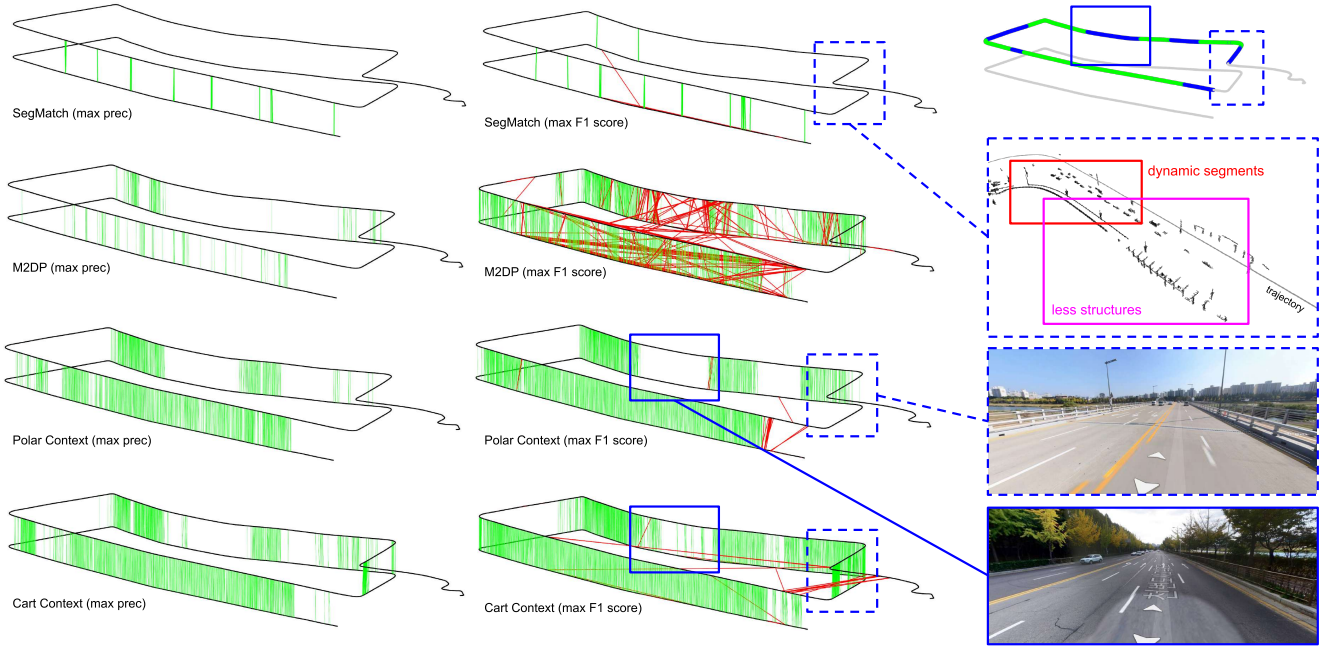 SegMatch (max prec)
SegMatch (max F1 score)
dynamic segments
M2DP (max prec)
M2DP (max F1 score)
less structures
trajectory
Polar Context (max prec)
Polar Context (max F1 score)
Cart Context (max prec)
Cart Context (max F1 score)